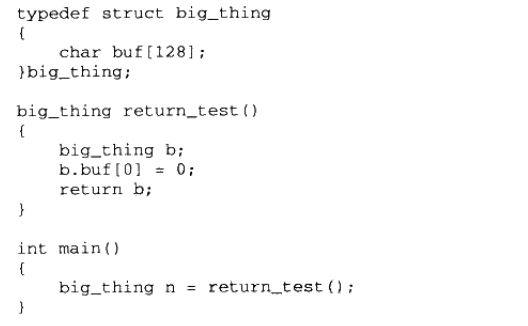 typedef struct big_thing
{
    char buf[128];
}big_thing;

big_thing return_test()
{
    big_thing b;
    b.buf[0] = 0;
    return b;
}

int main()
{
    big_thing n = return_test();
}